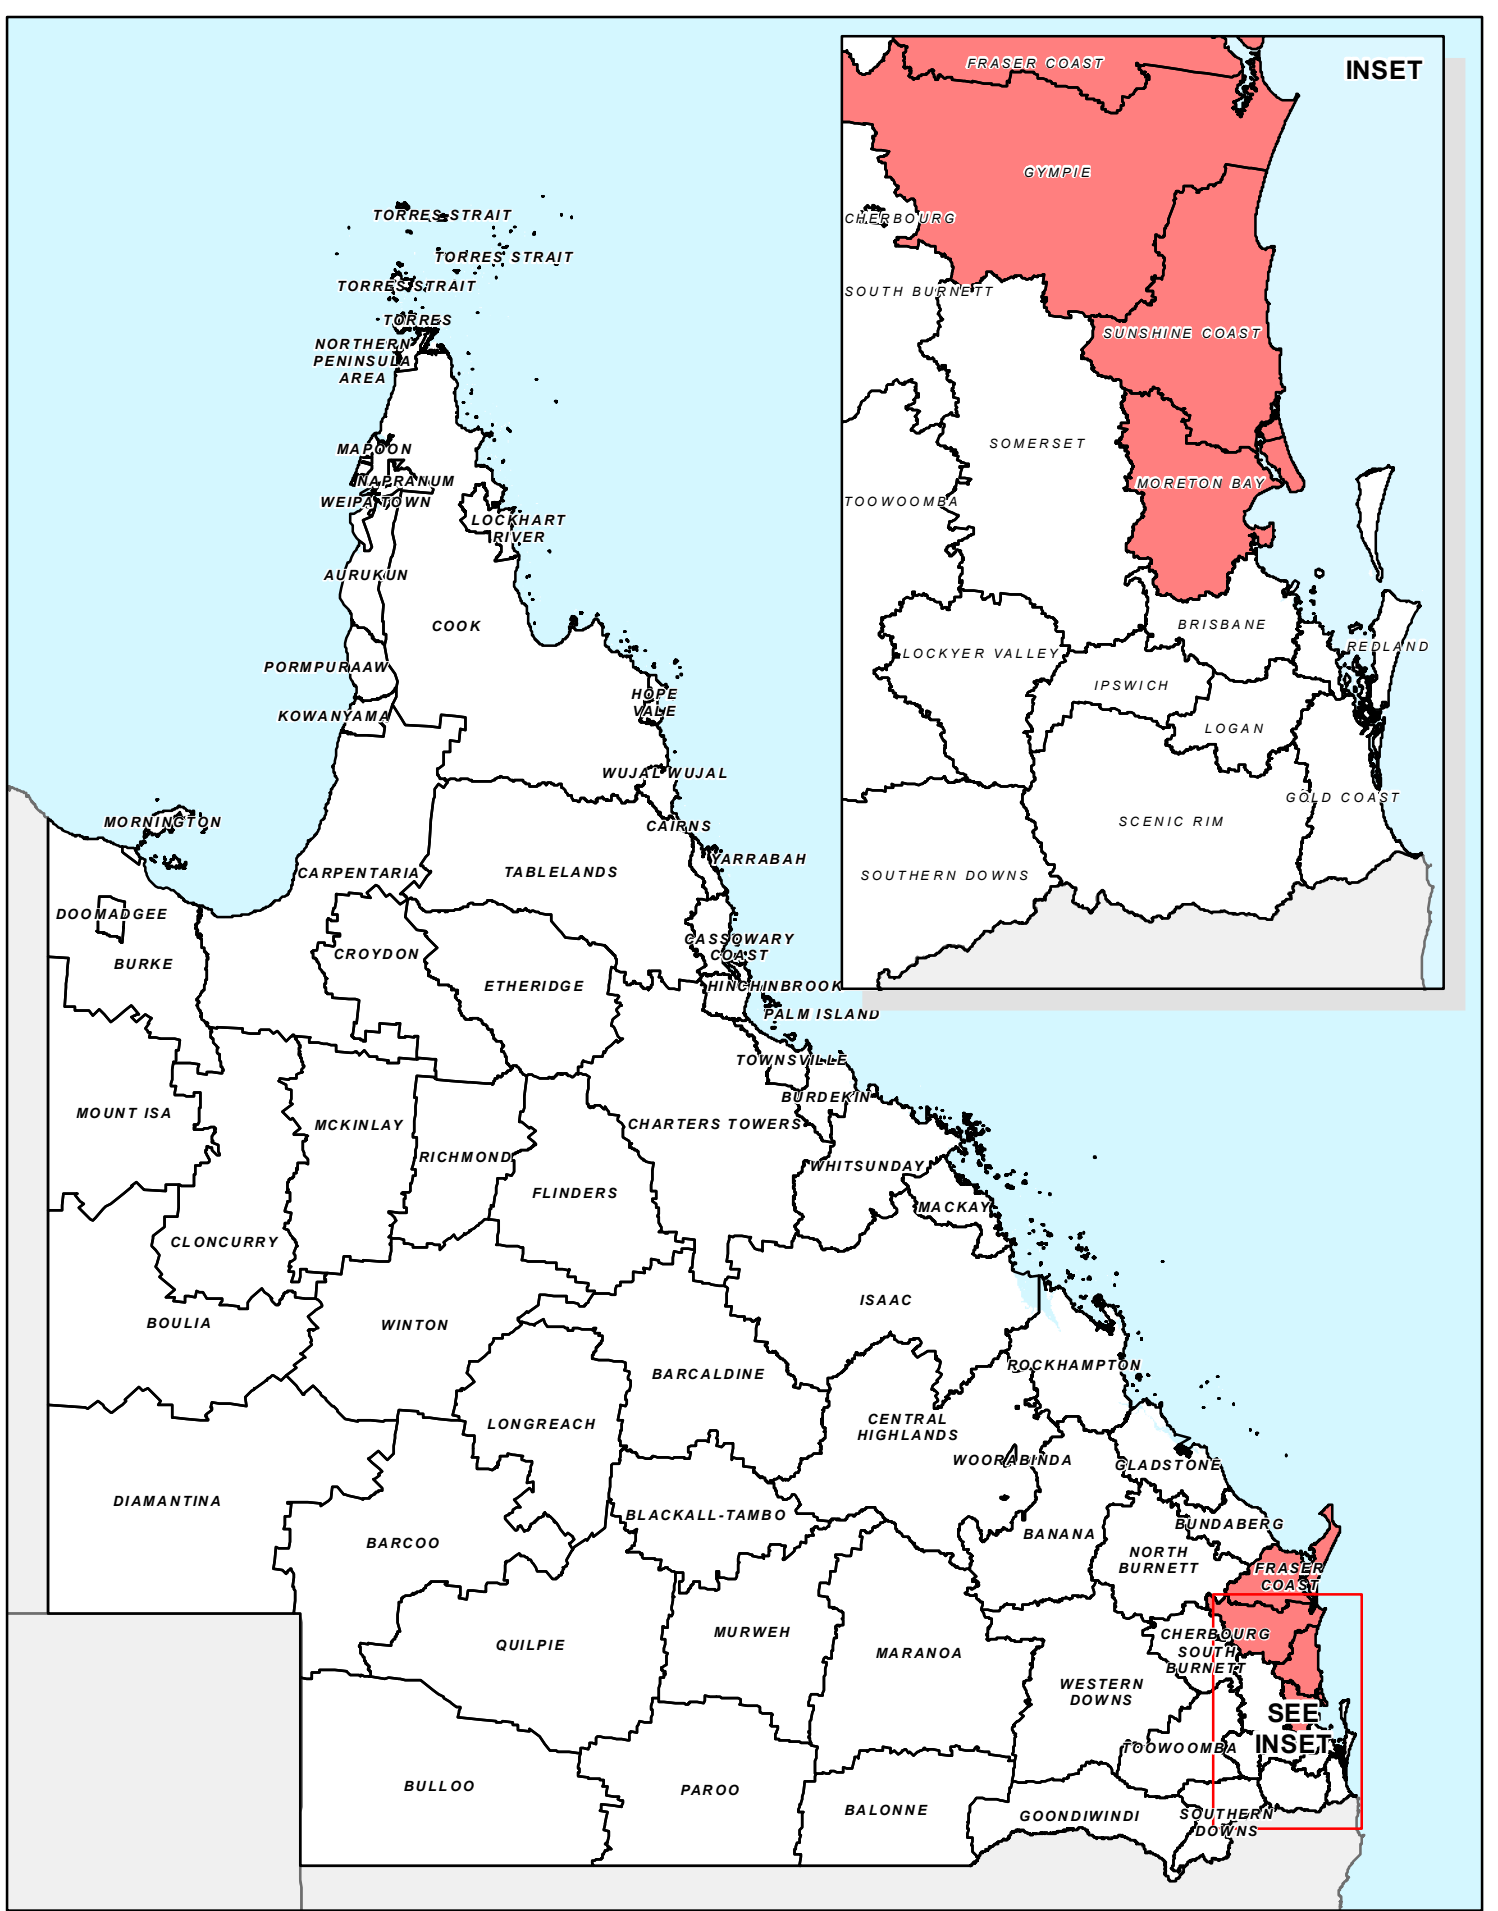 INSET
FRASER COAST
GYMPIE
CHERBOURG
SOUTH BURNETT
SUNSHINE COAST
SOMERSET
MORETON BAY
TOOWOOMBA
BRISBANE
REDLAND
LOCKYER VALLEY
IPSWICH
LOGAN
GOLD COAST
SCENIC RIM
SOUTHERN DOWNS
TORRES STRAIT
TORRES STRAIT
TORRES STRAIT
TORRES
NORTHERN
PENINSULA
AREA
MAPOON
NAPRANUM
WEIPA TOWN
LOCKHART
RIVER
AURUKUN
COOK
PORMPURAAW
HOPE
VALE
KOWANYAMA
WUJAL WUJAL
MORNINGTON
CAIRNS
YARRABAH
CARPENTARIA
TABLELANDS
DOOMADGEE
CASSOWARY
COAST
CROYDON
BURKE
ETHERIDGE
HINCHINBROOK
PALM ISLAND
TOWNSVILLE
BURDEKIN
MOUNT ISA
MCKINLAY
CHARTERS TOWERS
RICHMOND
WHITSUNDAY
FLINDERS
MACKAY
CLONCURRY
ISAAC
BOULIA
WINTON
ROCKHAMPTON
BARCALDINE
LONGREACH
CENTRAL
HIGHLANDS
WOORABINDA
GLADSTONE
DIAMANTINA
BLACKALL-TAMBO
BUNDABERG
BANANA
BARCOO
NORTH
BURNETT
FRASER
COAST
CHERBOURG
SOUTH
BURNETT
QUILPIE
MURWEH
MARANOA
WESTERN
DOWNS
SEE
INSET
TOOWOOMBA
BULLOO
PAROO
BALONNE
GOONDIWINDI
SOUTHERN
DOWNS